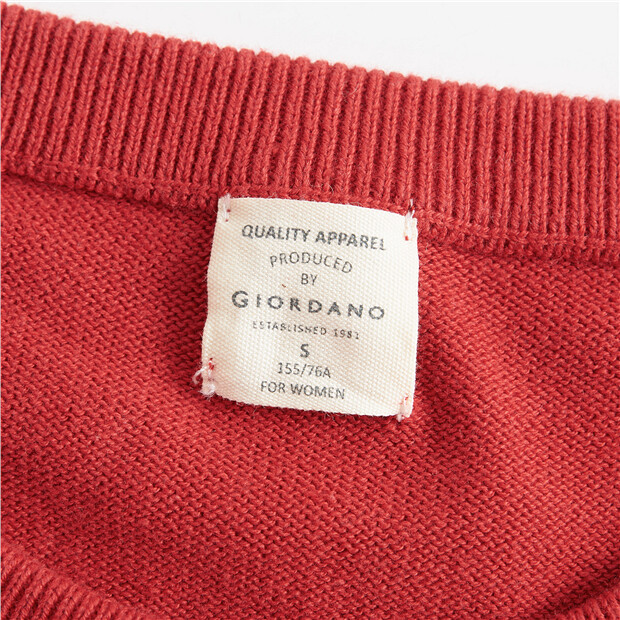 QUALITY APPAREL
PRODUCED
BY
GIORDANO
ESTABLISHED 1981
S
155/76A
FOR WOMEN